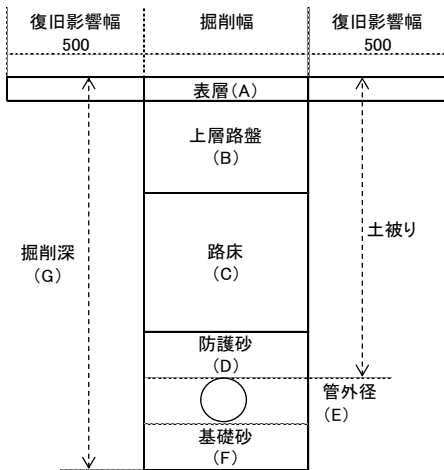 復旧影響幅 掘削幅 復旧影響幅
500 500
表層(A)
上層路盤
(B)
土被り
掘削深
(G)
路床
(C)
防護砂
(D)
管外径
(E)
基礎砂
(F)